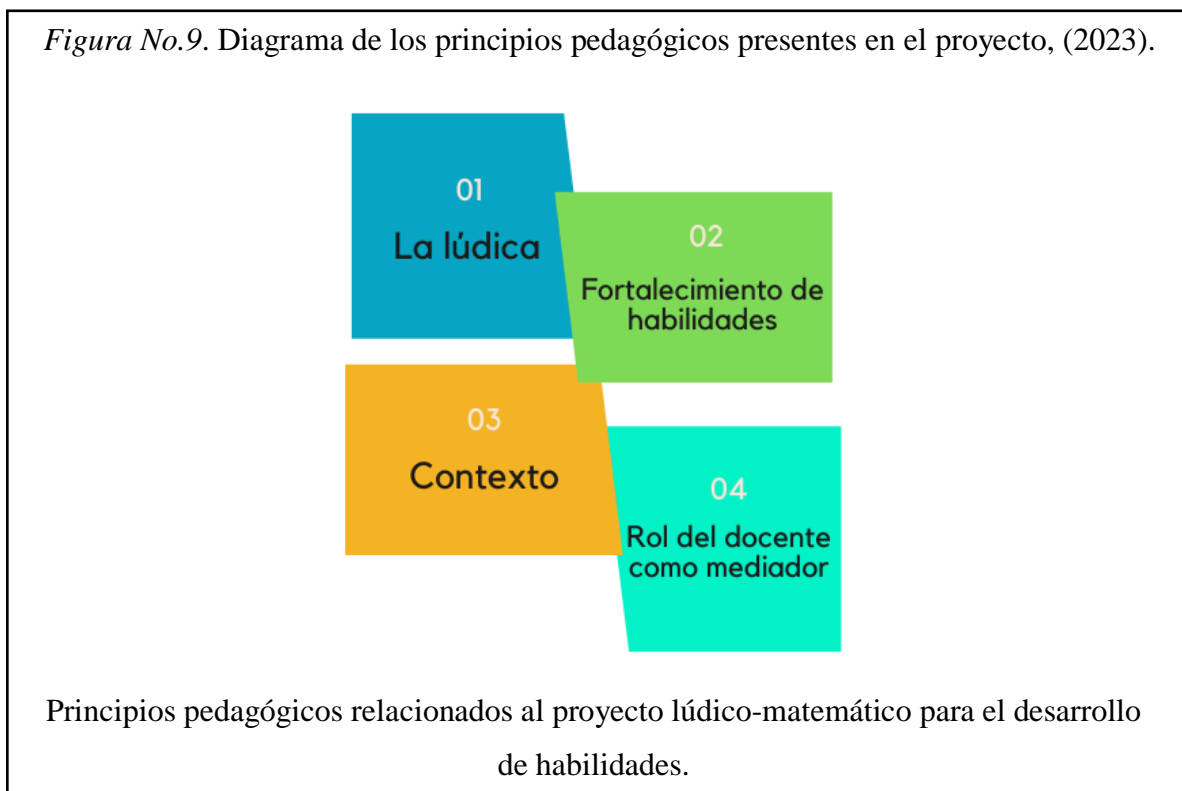 Figura No.9. Diagrama de los principios pedagógicos presentes en el proyecto, (2023).
01
La lúdica
02
Fortalecimiento de
habilidades
03
Contexto
04
Rol del docente
como mediador
Principios pedagógicos relacionados al proyecto lúdico-matemático para el desarrollo
de habilidades.